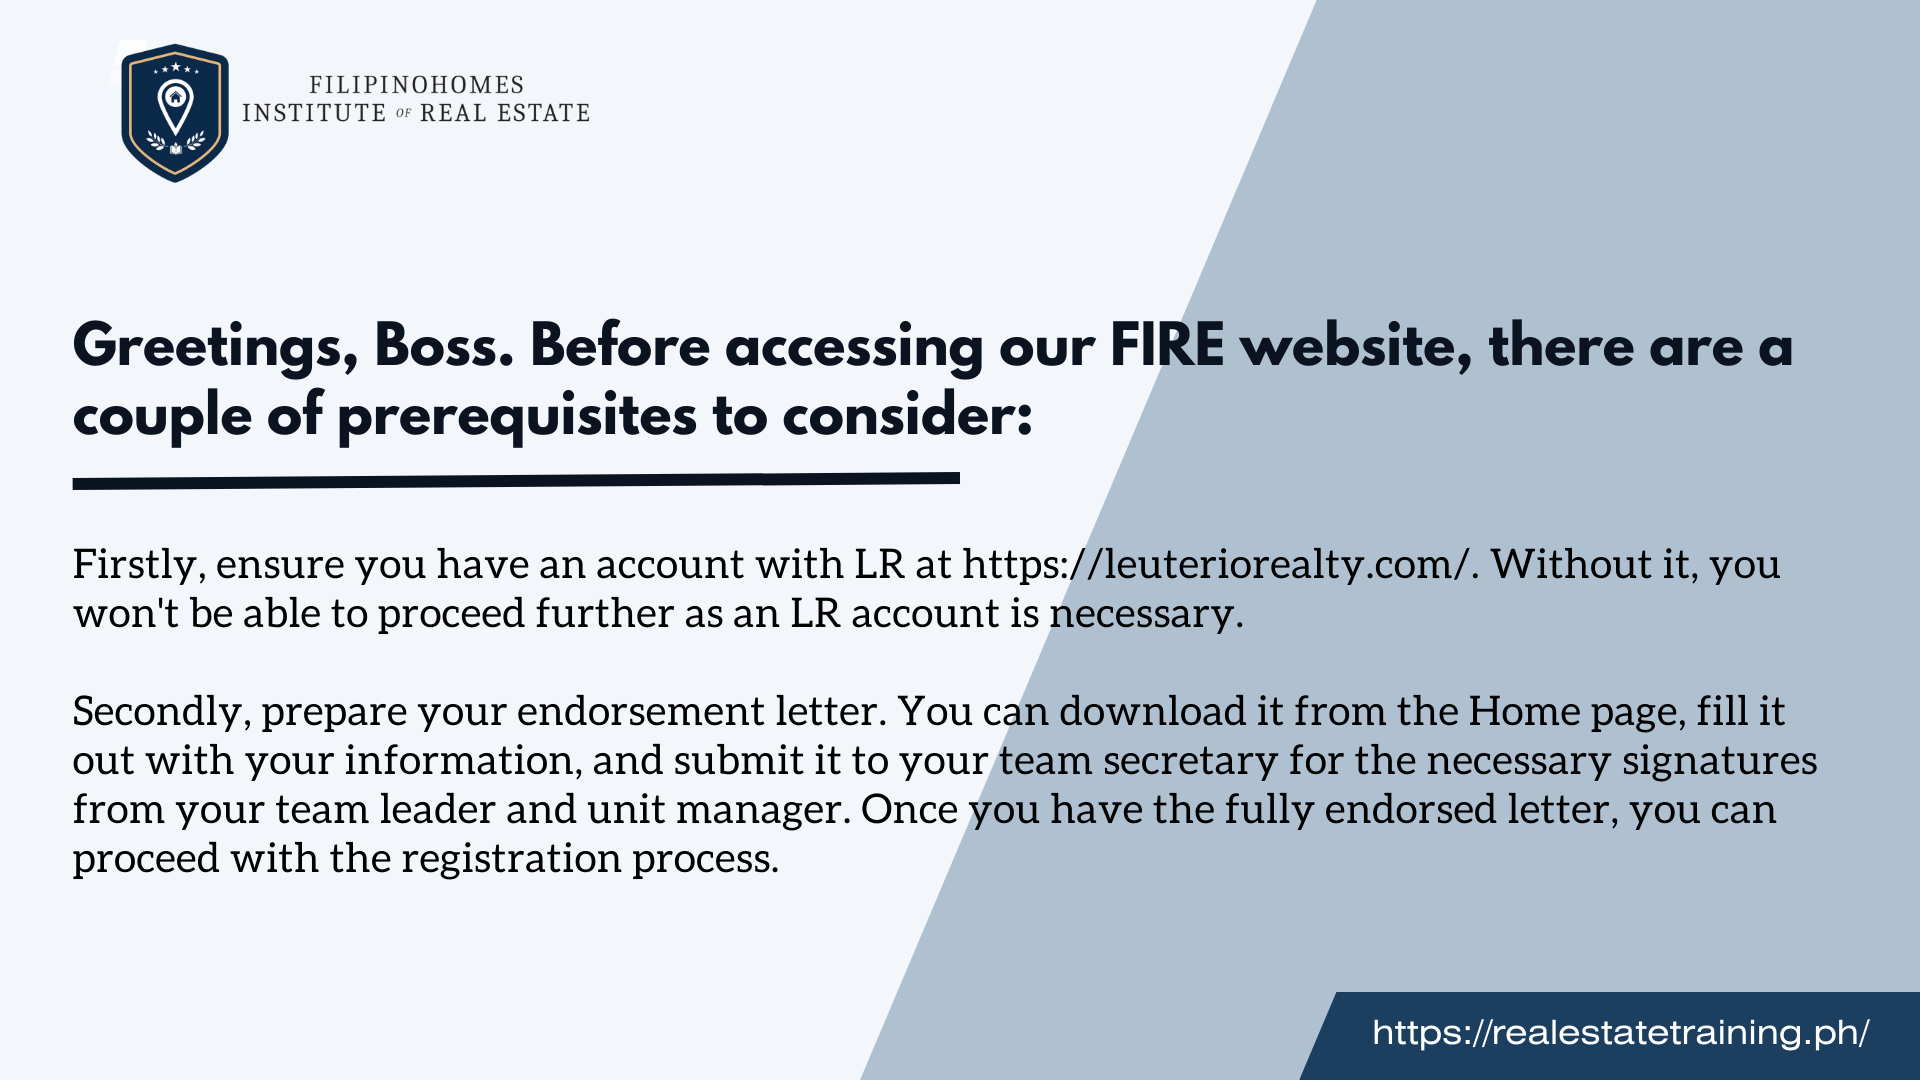 FILIPINOHOMES
INSTITUTE OF REAL ESTATE
Greetings, Boss. Before accessing our FIRE website, there are a
couple of prerequisites to consider:
Firstly, ensure you have an account with LR at https://leuteriorealty.com/. Without it, you
won't be able to proceed further as an LR account is necessary.
Secondly, prepare your endorsement letter. You can download it from the Home page, fill it
out with your information, and submit it to your team secretary for the necessary signatures
from your team leader and unit manager. Once you have the fully endorsed letter, you can
proceed with the registration process.
https://realestatetraining.ph/